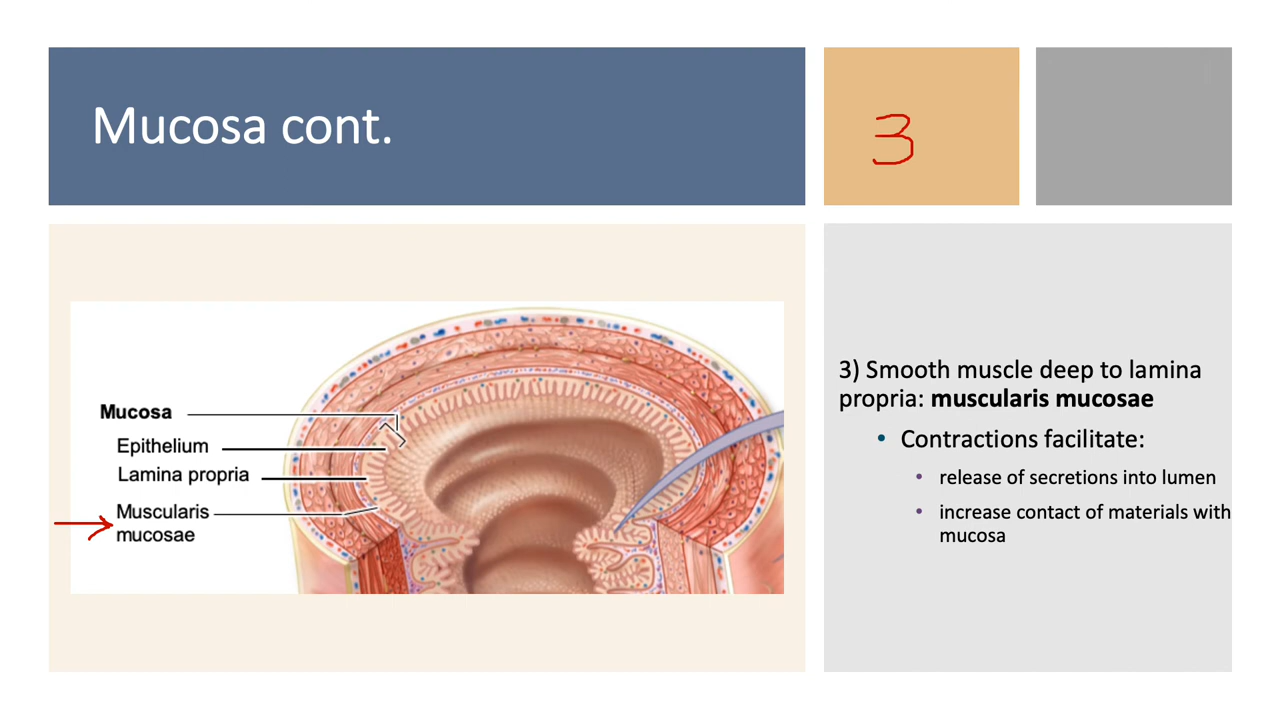 Mucosa cont.
3
Mucosa
Epithelium
Lamina propria
Muscularis
mucosae
3) Smooth muscle deep to lamina
propria: muscularis mucosae
• Contractions facilitate:
• release of secretions into lumen
• increase contact of materials with
mucosa